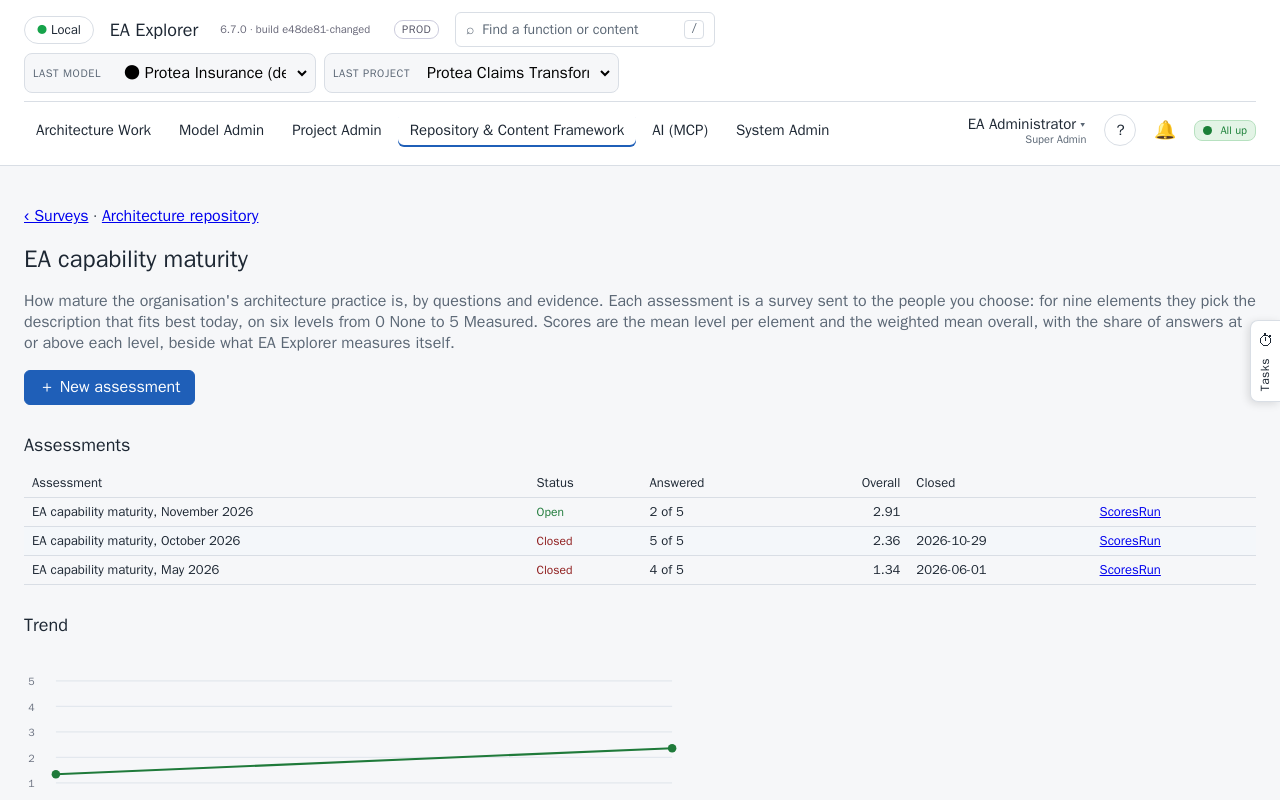 Local
EA Explorer
6.7.0 · build e48de81-changed
PROD
Find a function or content
/
LAST MODEL
Protea Insurance (de
LAST PROJECT
Protea Claims Transforr
Architecture Work
Model Admin
Project Admin
Repository & Content Framework
AI (MCP)
System Admin
EA Administrator
Super Admin
?
All up
‹ Surveys · Architecture repository
EA capability maturity
How mature the organisation's architecture practice is, by questions and evidence. Each assessment is a survey sent to the people you choose: for nine elements they pick the
description that fits best today, on six levels from 0 None to 5 Measured. Scores are the mean level per element and the weighted mean overall, with the share of answers at
or above each level, beside what EA Explorer measures itself.
Tasks
+ New assessment
Assessments
Assessment Status Answered Overall Closed
EA capability maturity, November 2026 Open 2 of 5 2.91 ScoresRun
EA capability maturity, October 2026 Closed 5 of 5 2.36 2026-10-29 ScoresRun
EA capability maturity, May 2026 Closed 4 of 5 1.34 2026-06-01 ScoresRun
Trend
5
4
3
2
1